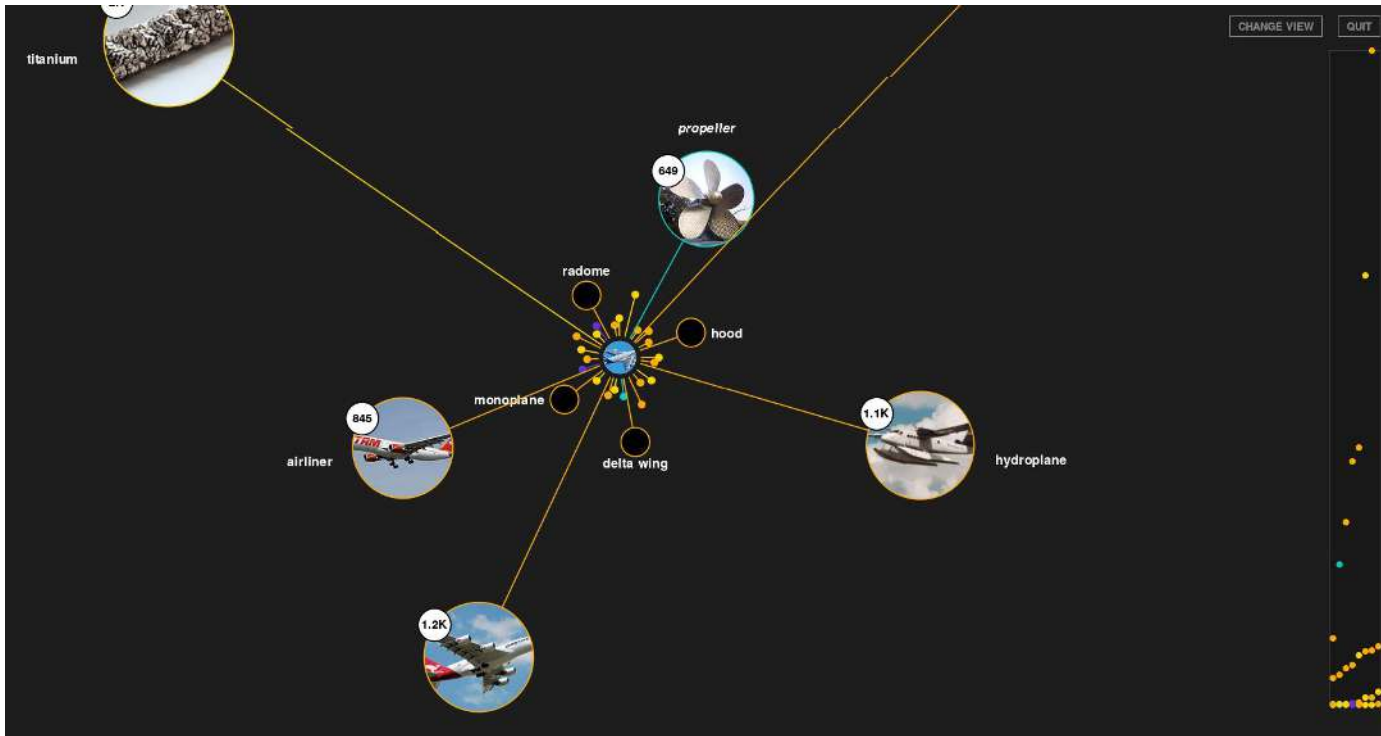 CHANGE VIEW
QUIT
titanium
propeller
649
radome
hood
monoplane
845
TAM
airliner
delta wing
1.1K
hydroplane
1.2K